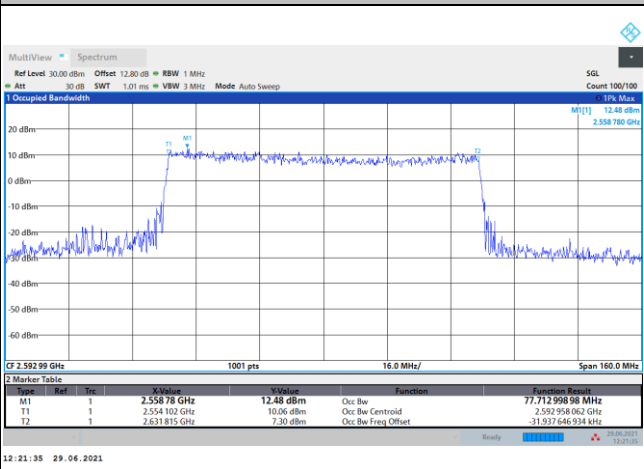 MultiView Spectrum
Ref Level 30.00 dBm Offset 12.80 dB RBW 1 MHz SGL
Att 30 dB SWT 1.01 ms VBW 3 MHz Mode Auto Sweep Count 100/100
1 Occupied Bandwidth 1Pk Max
M1[1] 12.48 dBm
2.558 780 GHz
20 dBm
M1
T1 T2
10 dBm
0 dBm
-10 dBm
-20 dBm
-30 dBm
-40 dBm
-50 dBm
-60 dBm
CF 2.592 99 GHz 1001 pts 16.0 MHz/ Span 160.0 MHz
2 Marker Table
Type Ref Trc X-Value Y-Value Function Function Result
M1 1 2.558 78 GHz 12.48 dBm Occ Bw 77.712 998 98 MHz
T1 1 2.554 102 GHz 10.06 dBm Occ Bw Centroid 2.592 958 062 GHz
T2 1 2.631 815 GHz 7.30 dBm Occ Bw Freq Offset -31.937 646 934 kHz
Ready 29.06.2021
12:21:35
12:21:35 29.06.2021